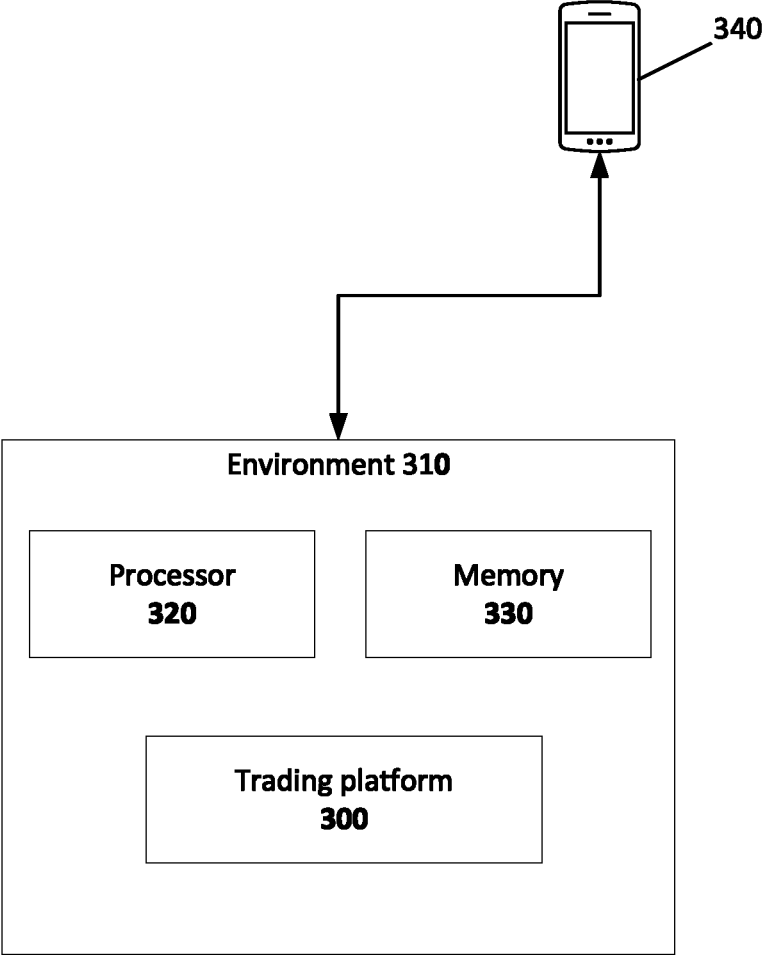 340
Environment 310
Processor
320
Memory
330
Trading platform
300